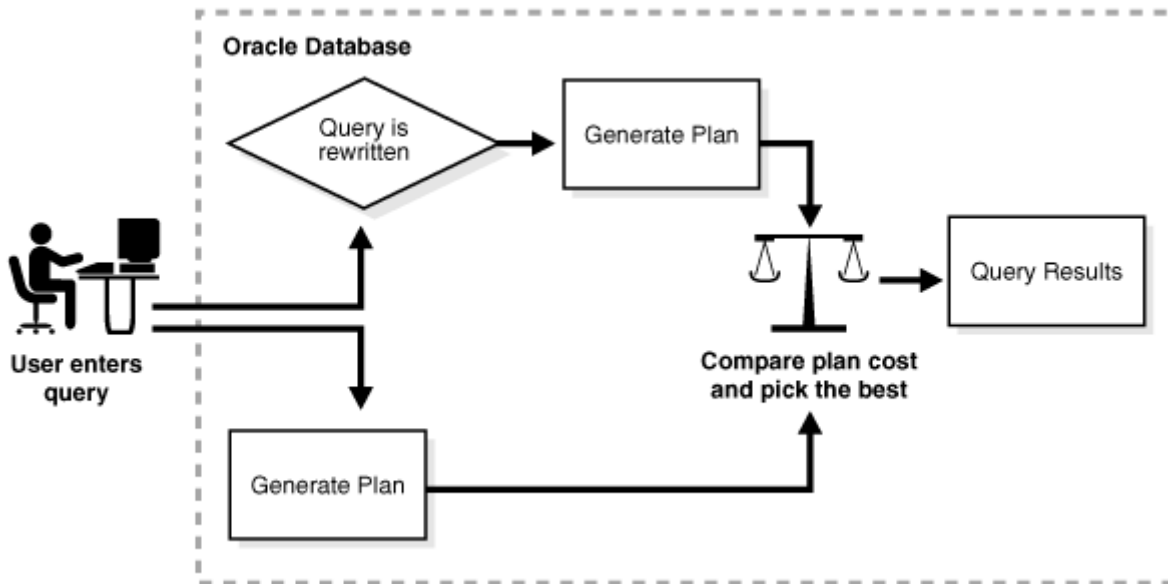 Oracle Database
Query is
rewritten
Generate Plan
Query Results
User enters
query
Compare plan cost
and pick the best
Generate Plan